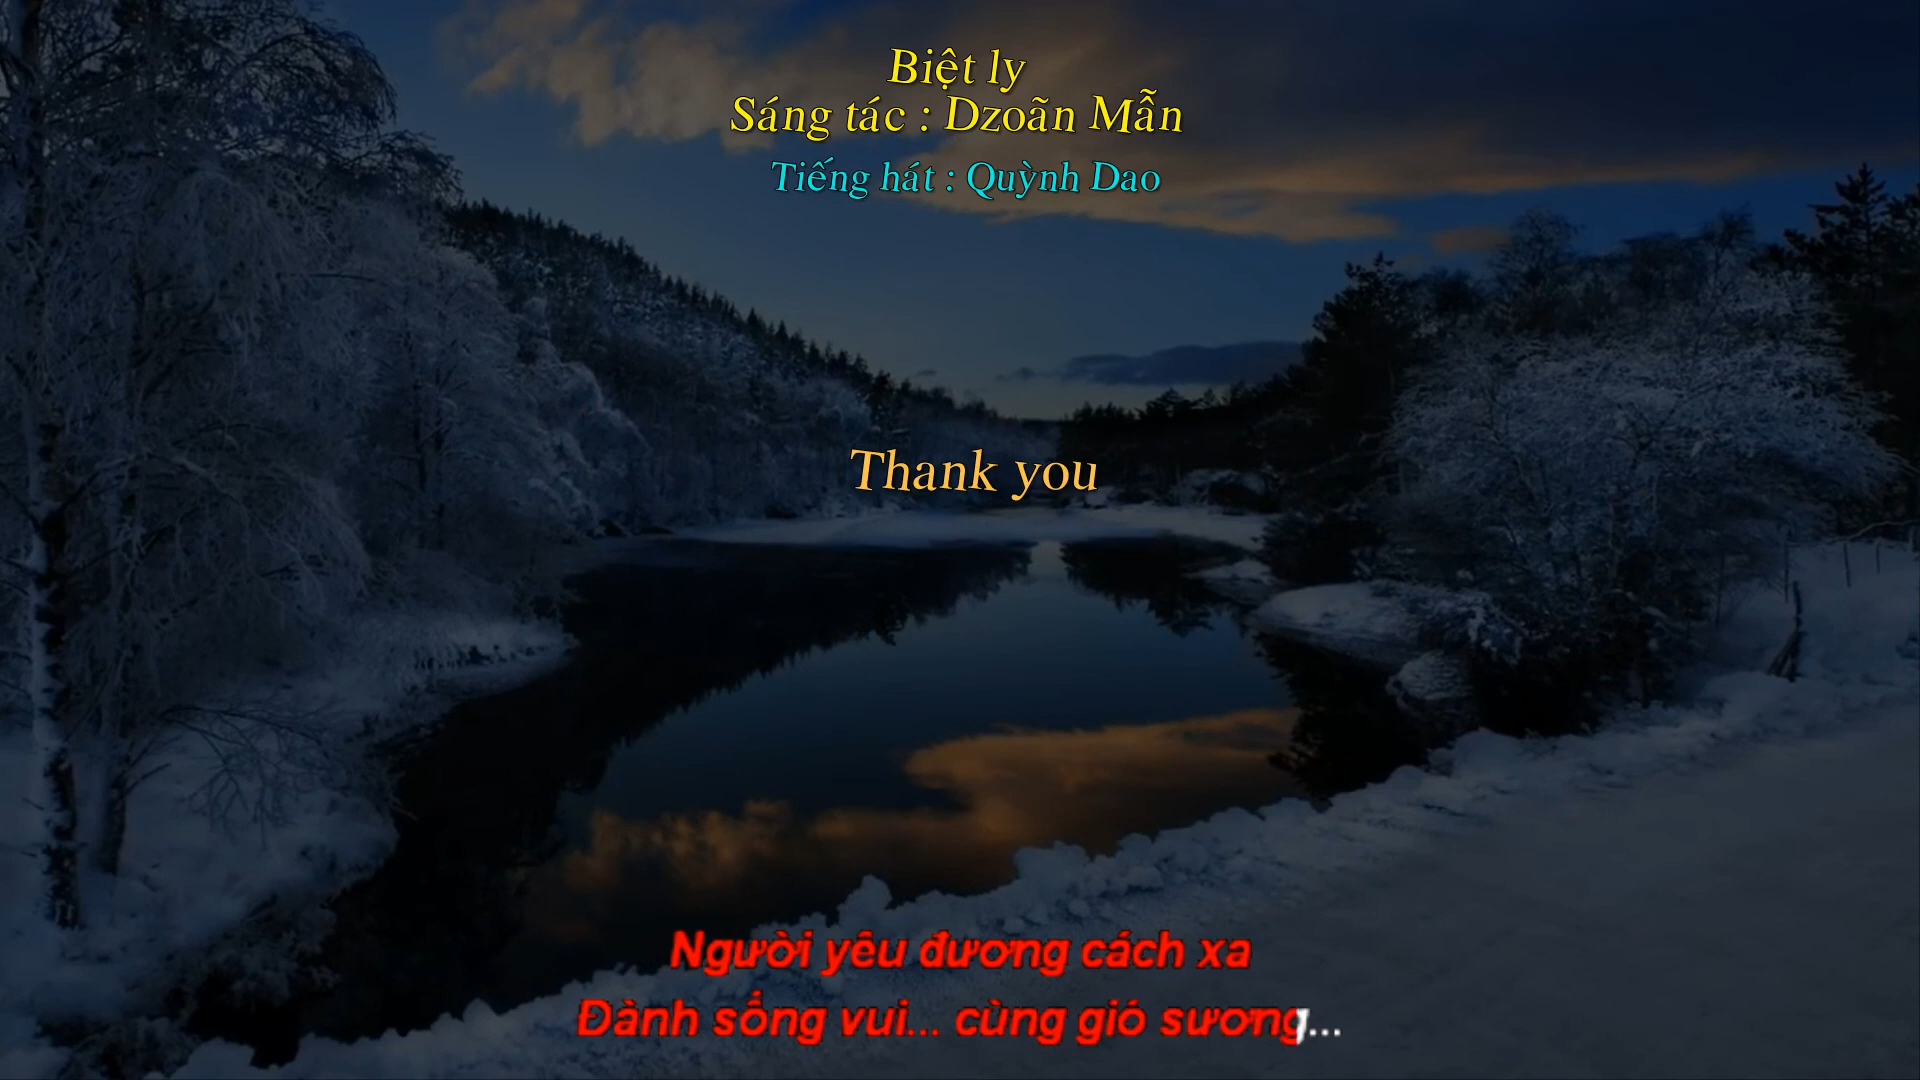 Biệt ly
Sáng tác : Dzoãn Mẫn
Tiếng hát : Quỳnh Dao
Thank you
Người yêu đương cách xa
Đành sống vui... cùng gió sương...